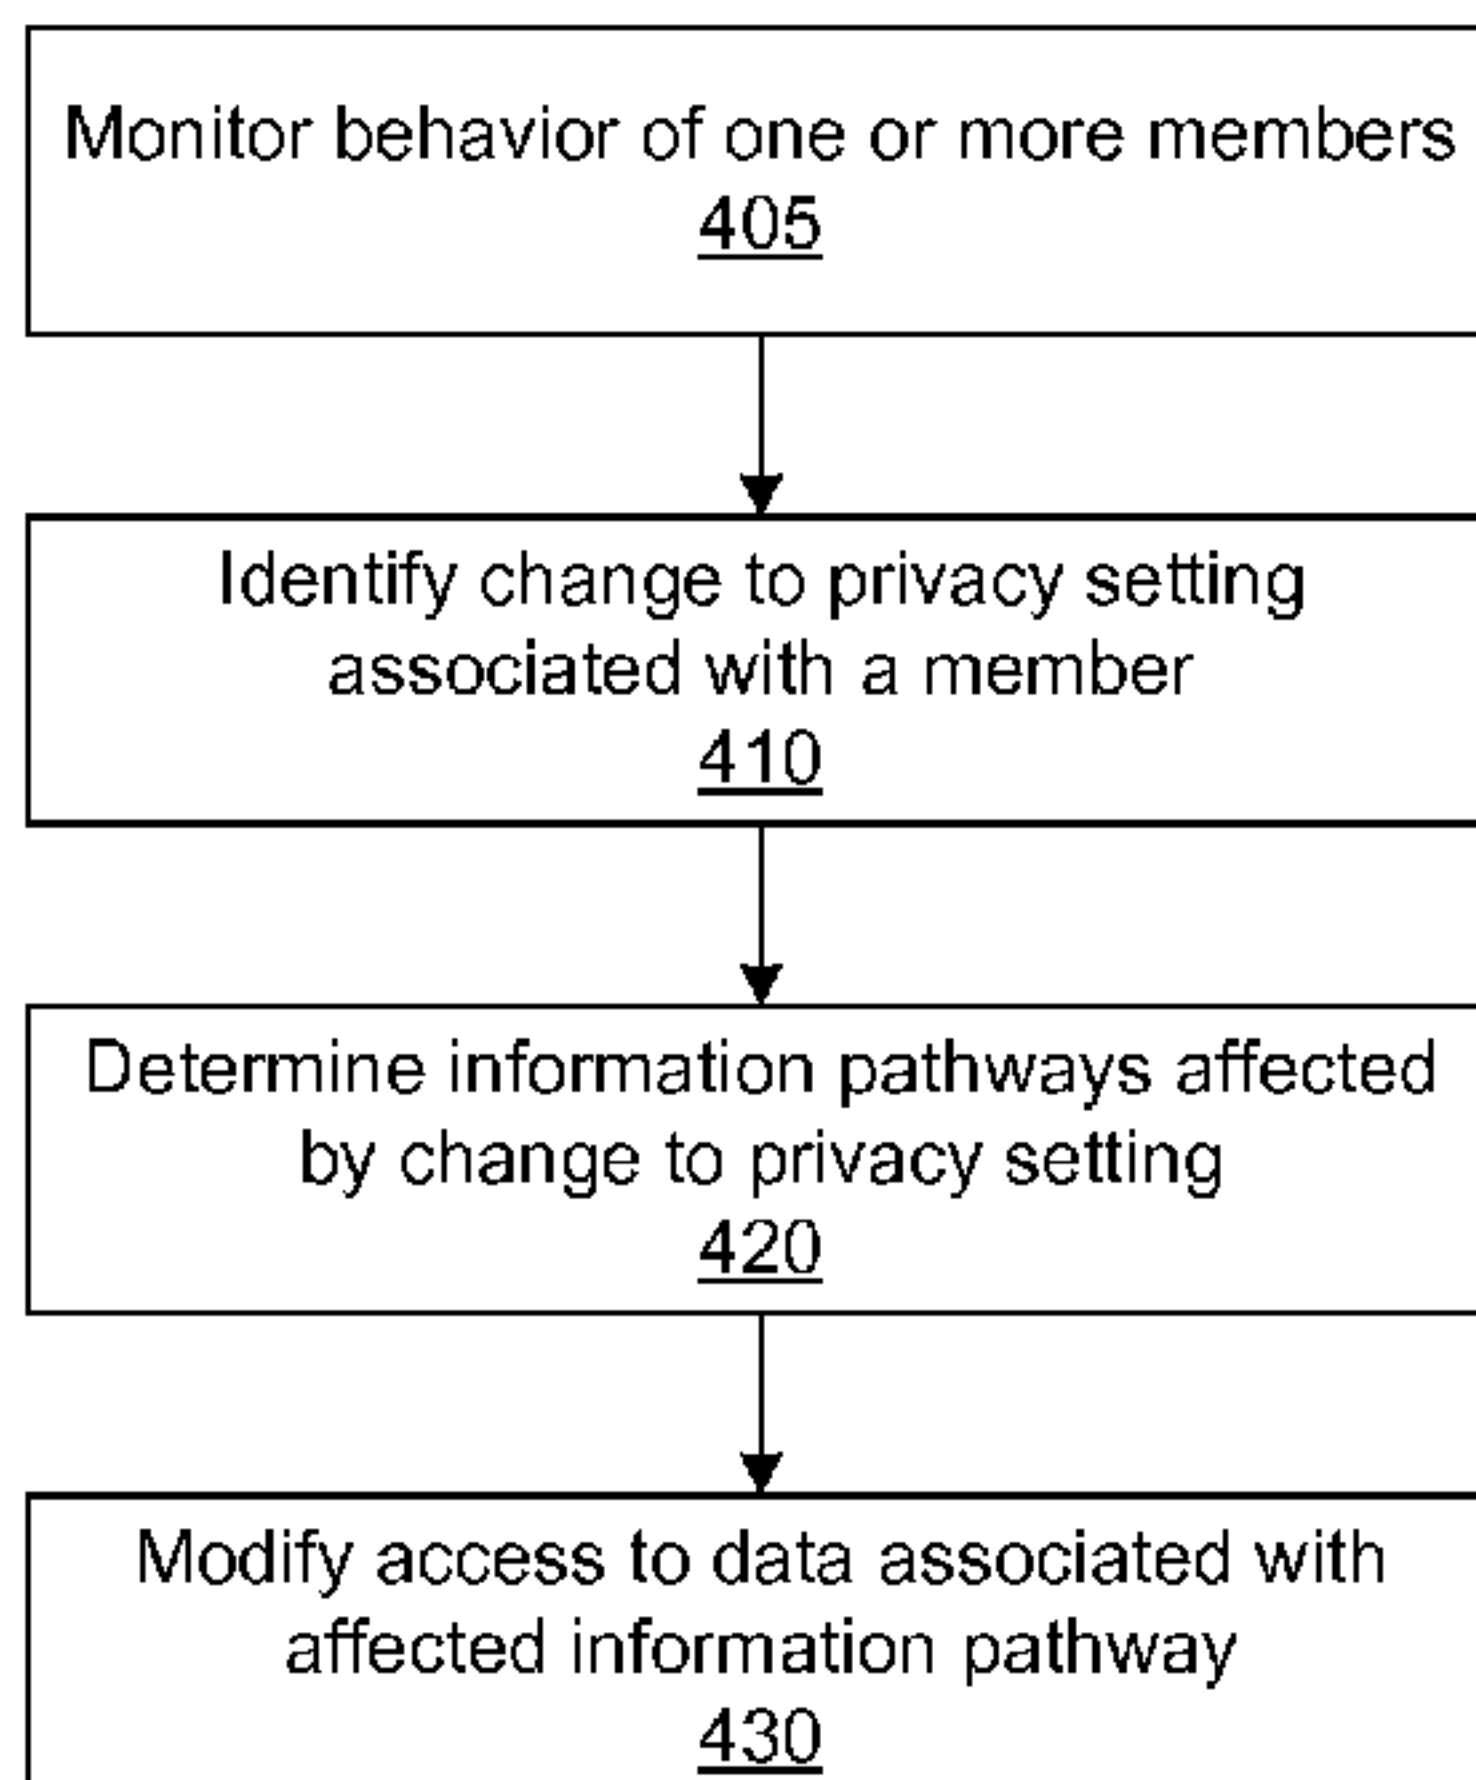 Monitor behavior of one or more members
405
Identify change to privacy setting
associated with a member
410
Determine information pathways affected
by change to privacy setting
420
Modify access to data associated with
affected information pathway
430